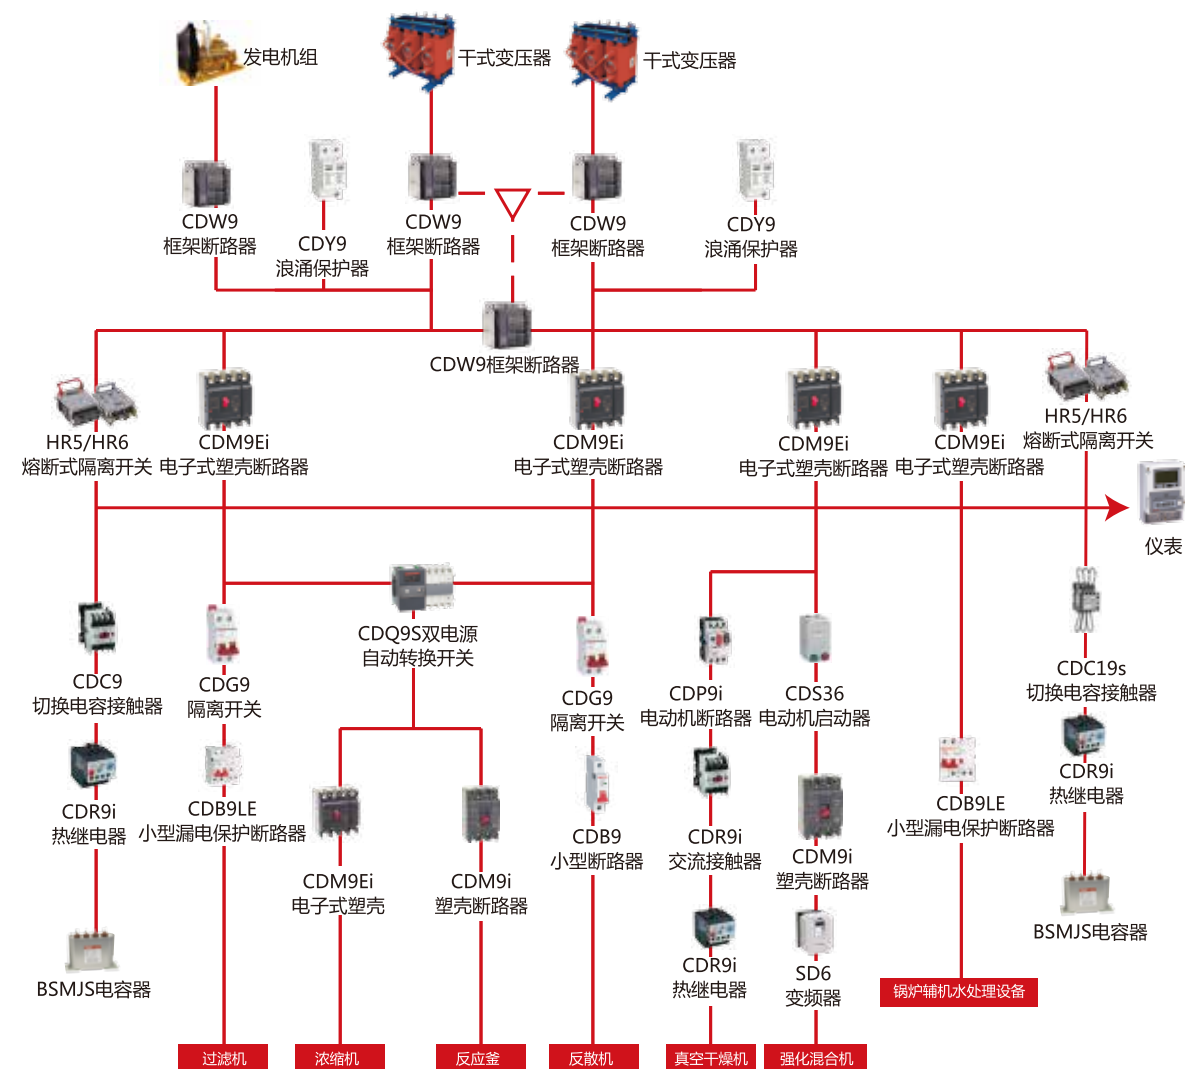 发电机组
干式变压器
干式变压器
CDW9
框架断路器
CDY9
浪涌保护器
CDW9
框架断路器
CDW9
框架断路器
CDY9
浪涌保护器
CDW9框架断路器
HR5/HR6
熔断式隔离开关
CDM9Ei
电子式塑壳断路器
CDM9Ei
电子式塑壳断路器
CDM9Ei
电子式塑壳断路器
CDM9Ei
电子式塑壳断路器
HR5/HR6
熔断式隔离开关
仪表
CDQ9S双电源
自动转换开关
CDC9
切换电容接触器
CDG9
隔离开关
CDG9
隔离开关
CDP9i
电动机断路器
CDS36
电动机启动器
CDC19s
切换电容接触器
CDR9i
热继电器
CDB9LE
小型漏电保护断路器
CDM9Ei
电子式塑壳
CDM9i
塑壳断路器
CDB9
小型断路器
CDR9i
交流接触器
CDM9i
塑壳断路器
CDB9LE
小型漏电保护断路器
CDR9i
热继电器
BSMJS电容器
CDR9i
热继电器
SD6
变频器
BSMJS电容器
锅炉辅机水处理设备
过滤机
浓缩机
反应釜
反散机
真空干燥机
强化混合机